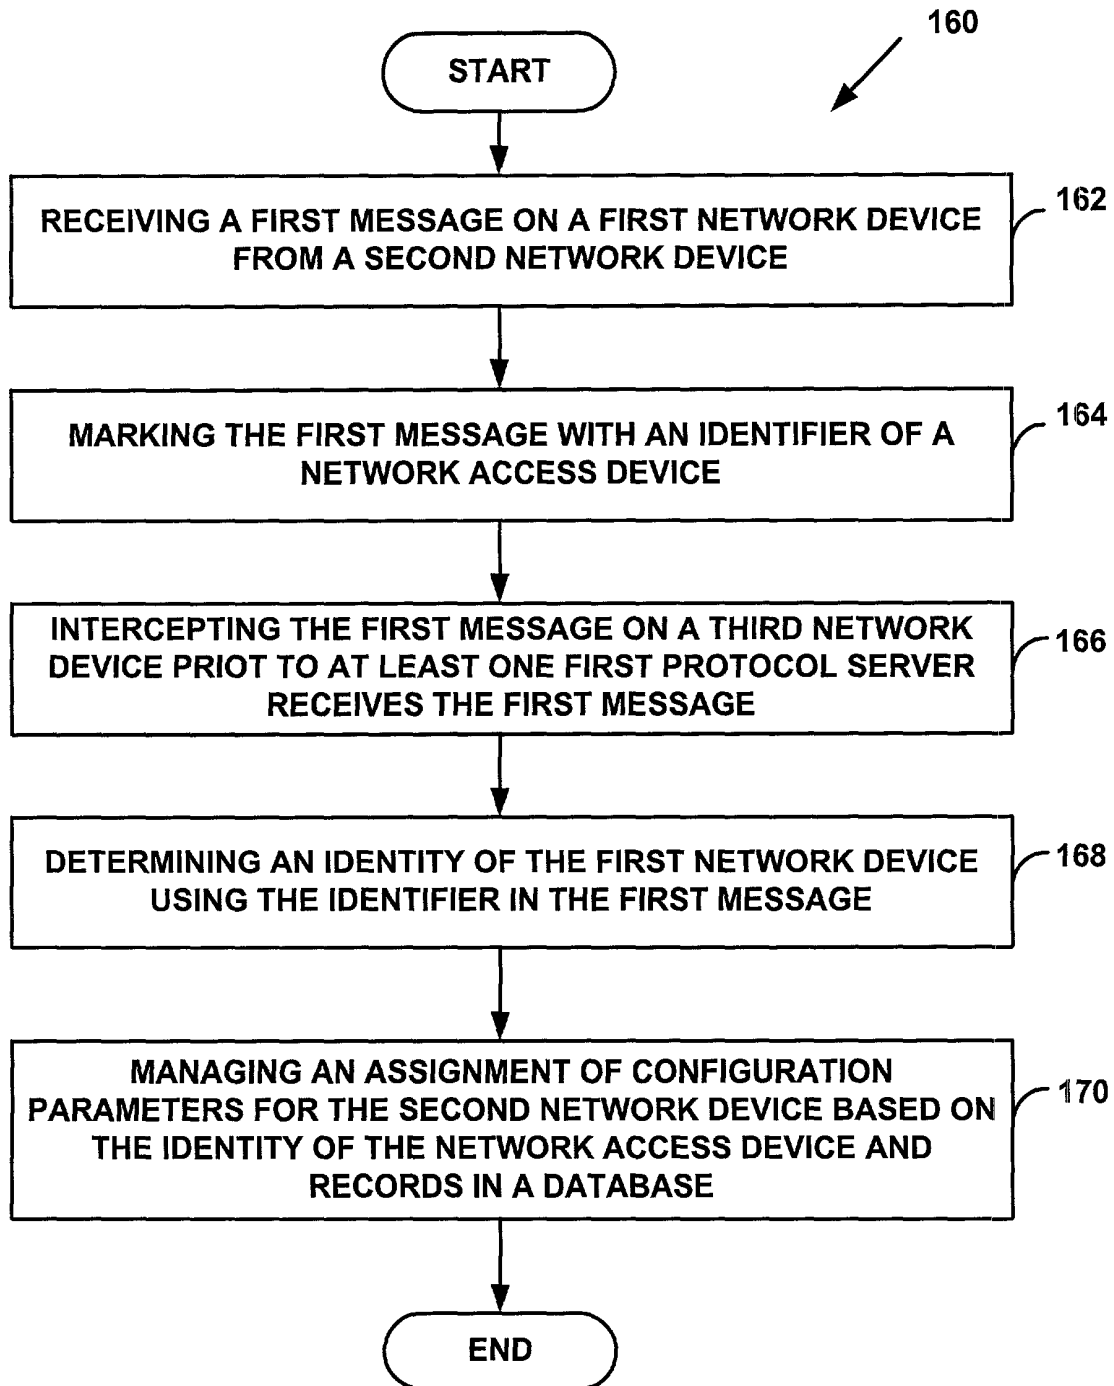 160
START
RECEIVING A FIRST MESSAGE ON A FIRST NETWORK DEVICE
FROM A SECOND NETWORK DEVICE
162
MARKING THE FIRST MESSAGE WITH AN IDENTIFIER OF A
NETWORK ACCESS DEVICE
164
INTERCEPTING THE FIRST MESSAGE ON A THIRD NETWORK
DEVICE PRIOT TO AT LEAST ONE FIRST PROTOCOL SERVER
RECEIVES THE FIRST MESSAGE
166
DETERMINING AN IDENTITY OF THE FIRST NETWORK DEVICE
USING THE IDENTIFIER IN THE FIRST MESSAGE
168
MANAGING AN ASSIGNMENT OF CONFIGURATION
PARAMETERS FOR THE SECOND NETWORK DEVICE BASED ON
THE IDENTITY OF THE NETWORK ACCESS DEVICE AND
RECORDS IN A DATABASE
170
END